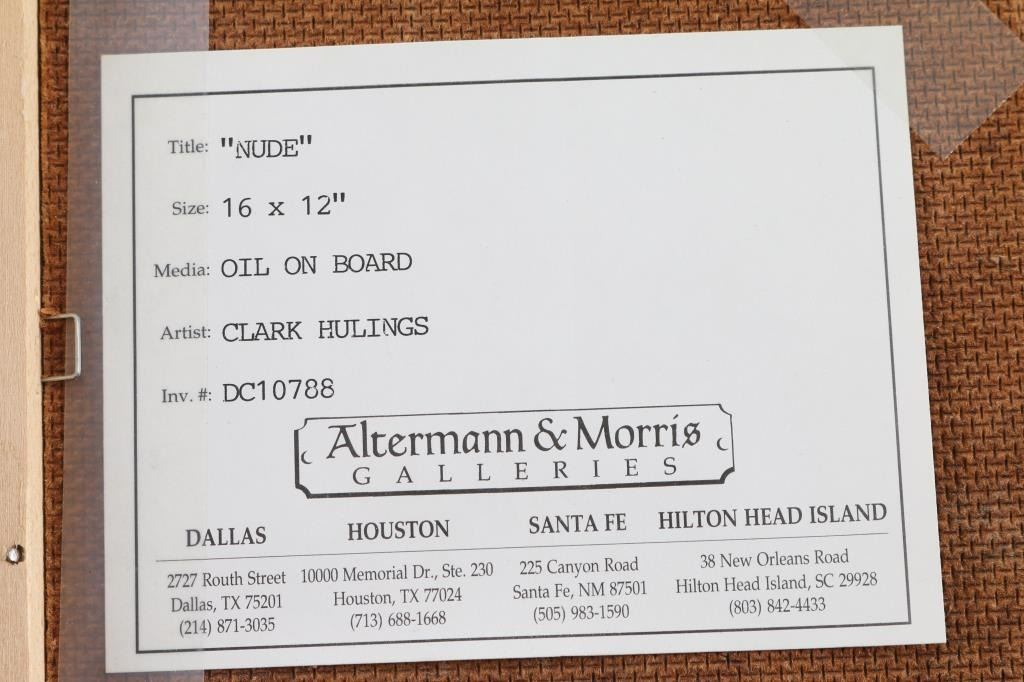 Title: "NUDE"
Size: 16 x 12"
Media: OIL ON BOARD
Artist: CLARK HULINGS
Inv. #: DC10788
Altermann & Morris
GALLERIES
DALLAS
2727 Routh Street
Dallas, TX 75201
(214) 871-3035
HOUSTON
10000 Memorial Dr., Ste. 230
Houston, TX 77024
(713) 688-1668
SANTA FE
225 Canyon Road
Santa Fe, NM 87501
(505) 983-1590
HILTON HEAD ISLAND
38 New Orleans Road
Hilton Head Island, SC 29928
(803) 842-4433